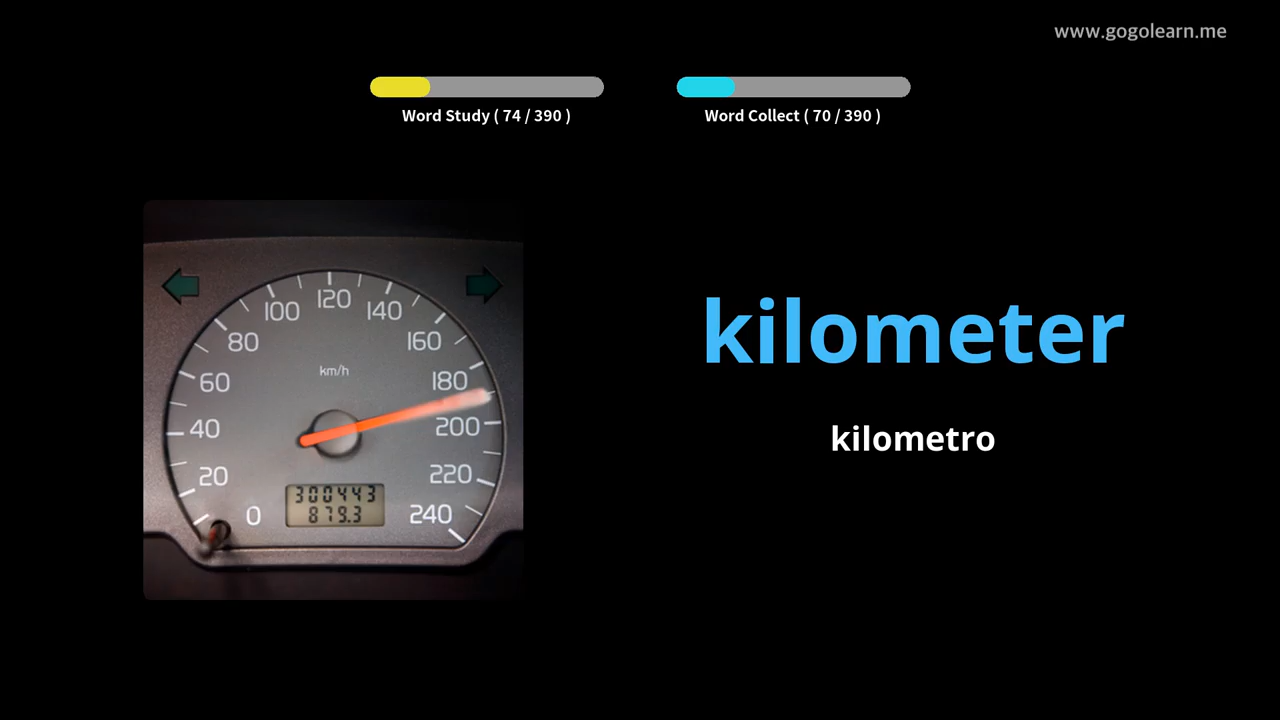 www.gogolearn.me
Word Study ( 74 / 390 )
Word Collect ( 70 / 390 )
120
100
140
80
160
km/h
60
180
40
200
20
220
300443
879.3
0
240
kilometer
kilometro